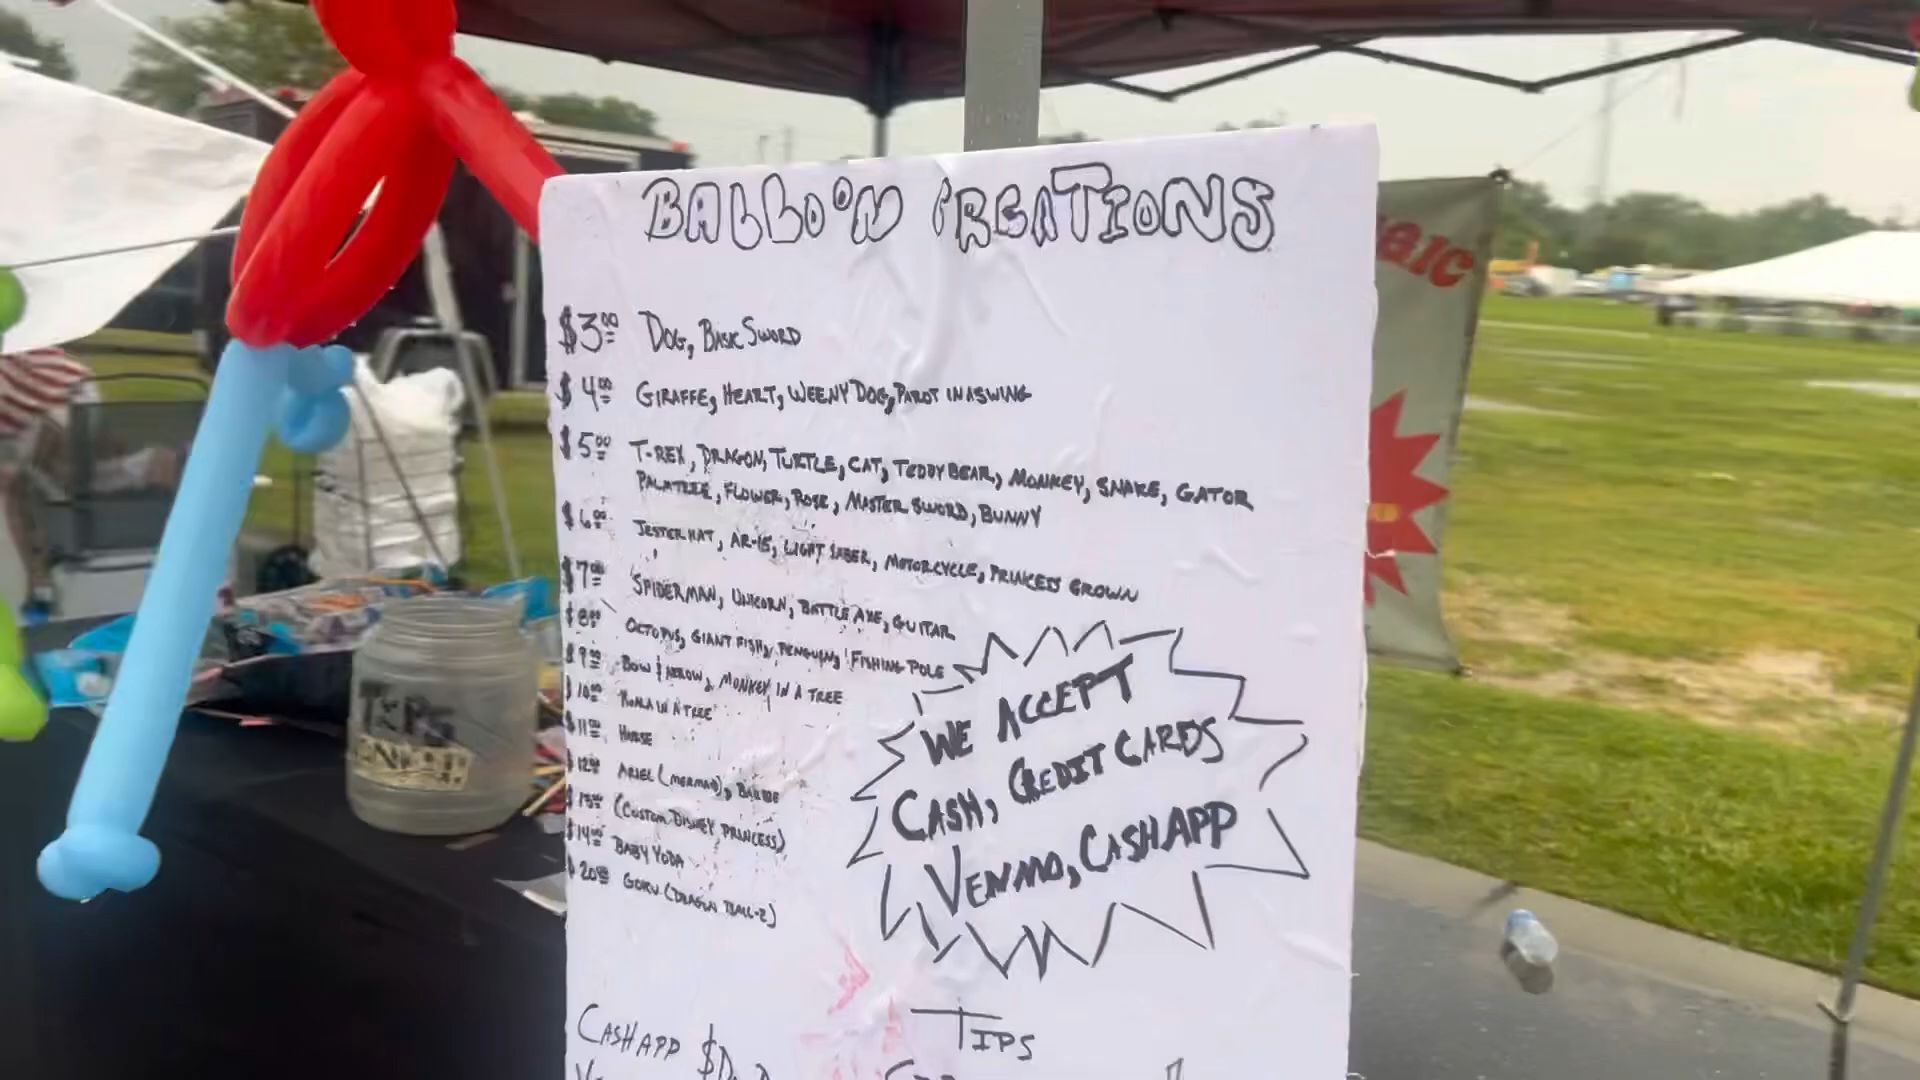 BALLOON CREATIONS
$3.00 DOG, BASIC SWORD
$4.00 GIRAFFE, HEART, WEENY DOG, PAROT IN A SWING
$5.00 T-REX, DRAGON, TURTLE, CAT, TEDDY BEAR, MONKEY, SNAKE, GATOR
PALATREE, FLOWER, ROSE, MASTER SWORD, BUNNY
$6.00 JESTER HAT, AR-15, LIGHT SABER, MOTORCYCLE, PRINCESS CROWN
$7.00 SPIDERMAN, UNICORN, BATTLE AXE, GUITAR
$8.00 OCTOPUS, GIANT FISH, PENGUIN, FISHING POLE
$9.00 BOW & ARROW, MONKEY IN A TREE
$10.00 KOALA IN A TREE
$11.00 HORSE
$12.00 ARIEL (MERMAID), BARBIE
$13.00 (CUSTOM DISNEY PRINCESS)
$14.00 BABY YODA
$20.00 GOKU (DRAGON BALL-Z)
WE ACCEPT
CASH, CREDIT CARDS
VENMO, CASHAPP
CASHAPP
TIPS
TIPS